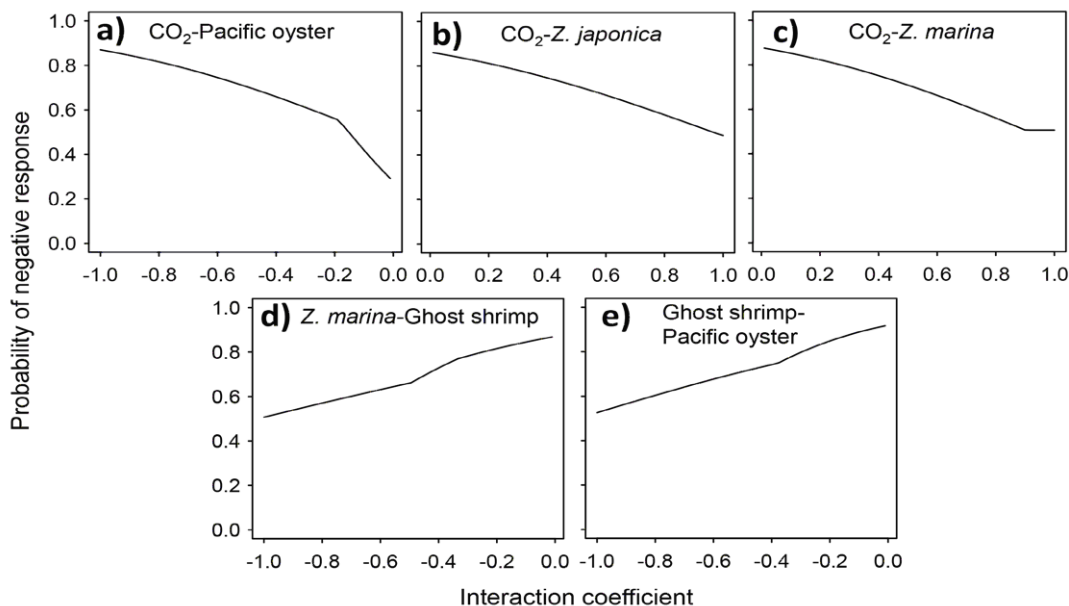 Probability of negative response
a) CO₂-Pacific oyster
b) CO₂-Z. japonica
c) CO₂-Z. marina
1.0
0.8
0.6
0.4
0.2
0.0
-1.0 -0.8 -0.6 -0.4 -0.2 0.0
0.0 0.2 0.4 0.6 0.8 1.0
0.0 0.2 0.4 0.6 0.8 1.0
d) Z. marina-Ghost shrimp
e) Ghost shrimp-
Pacific oyster
1.0
0.8
0.6
0.4
0.2
0.0
-1.0 -0.8 -0.6 -0.4 -0.2 0.0
-1.0 -0.8 -0.6 -0.4 -0.2 0.0
Interaction coefficient